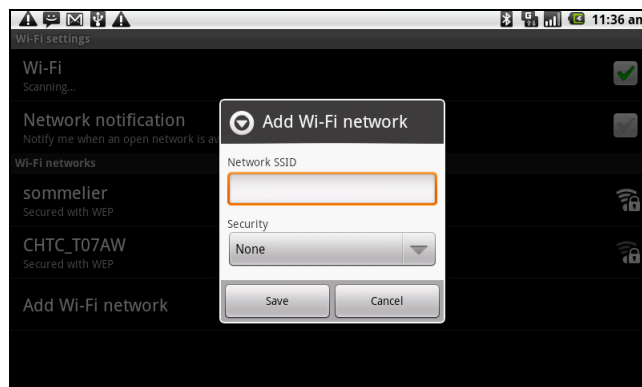 11:36 am
Wi-Fi settings
Wi-Fi
Scanning...
Network notification
Notify me when an open network is av
Wi-Fi networks
sommelier
Secured with WEP
CHTC_T07AW
Secured with WEP
Add Wi-Fi network
Add Wi-Fi network
Network SSID
Security
None
Save
Cancel